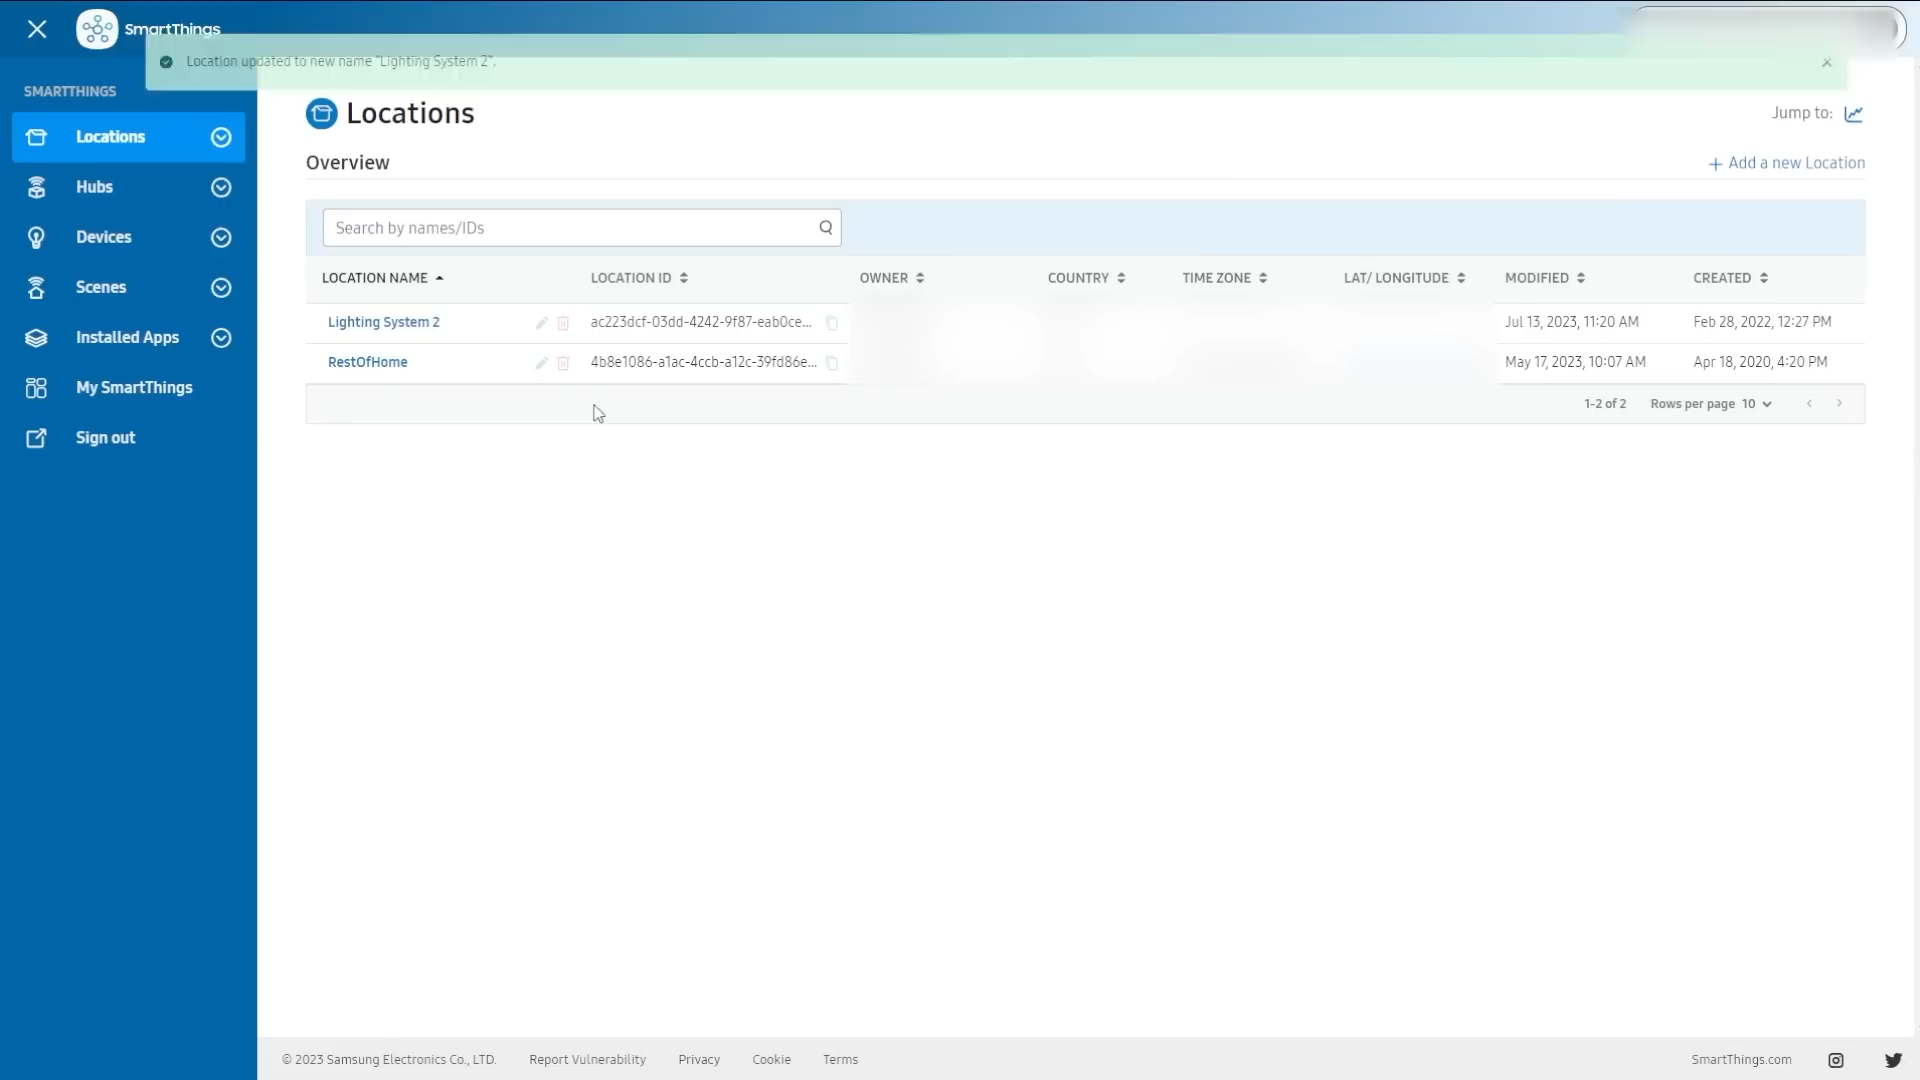 SmartThings
Location updated to new name "Lighting System 2".
SMARTTHINGS
Locations
Hubs
Devices
Scenes
Installed Apps
My SmartThings
Sign out
Locations
Jump to:
Overview
+ Add a new Location
Search by names/IDs
LOCATION NAME LOCATION ID OWNER COUNTRY TIME ZONE LAT/ LONGITUDE MODIFIED CREATED
Lighting System 2 ac223dcf-03dd-4242-9f87-eab0ce... Jul 13, 2023, 11:20 AM Feb 28, 2022, 12:27 PM
RestOfHome 4b8e1086-a1ac-4ccb-a12c-39fd86e... May 17, 2023, 10:07 AM Apr 18, 2020, 4:20 PM
1-2 of 2 Rows per page 10
© 2023 Samsung Electronics Co., LTD. Report Vulnerability Privacy Cookie Terms SmartThings.com